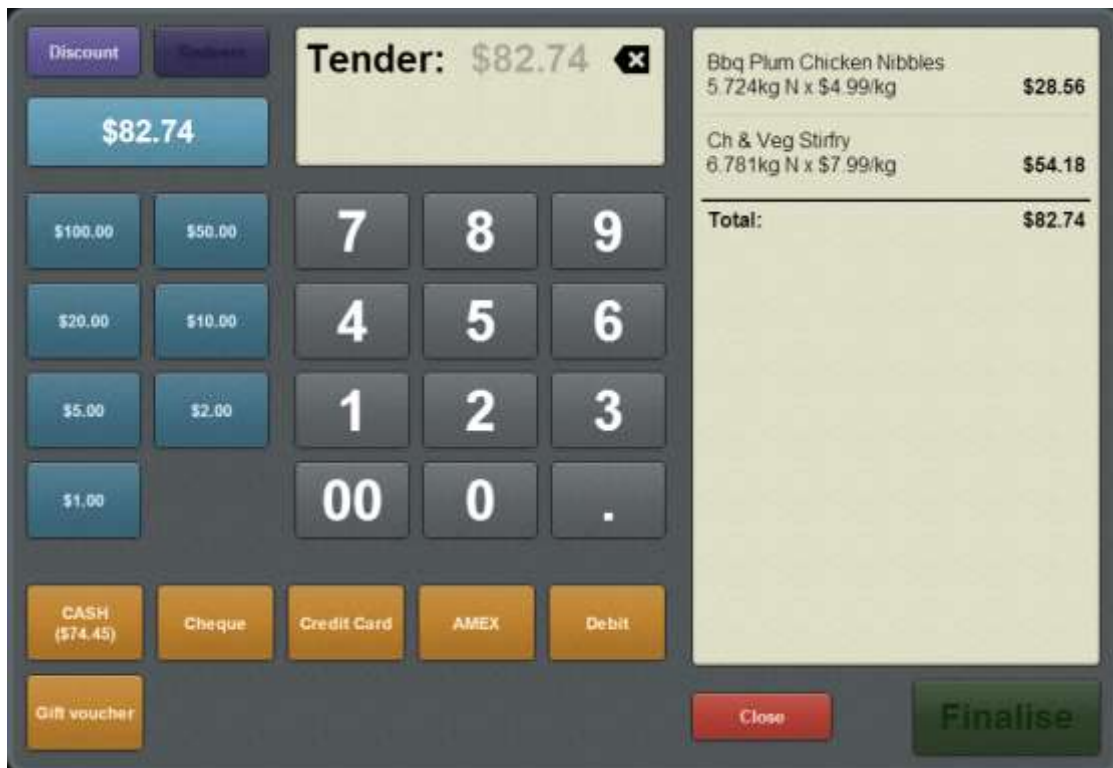 Discount
$82.74
Tender: $82.74
$100.00 $50.00
$20.00 $10.00
$5.00 $2.00
$1.00
7 8 9
4 5 6
1 2 3
00 0 .
CASH
($74.45)
Cheque
Credit Card
AMEX
Debit
Gift voucher
Bbq Plum Chicken Nibbles
5.724kg N x $4.99/kg $28.56
Ch & Veg Stirfry
6.781kg N x $7.99/kg $54.18
Total: $82.74
Close
Finalise